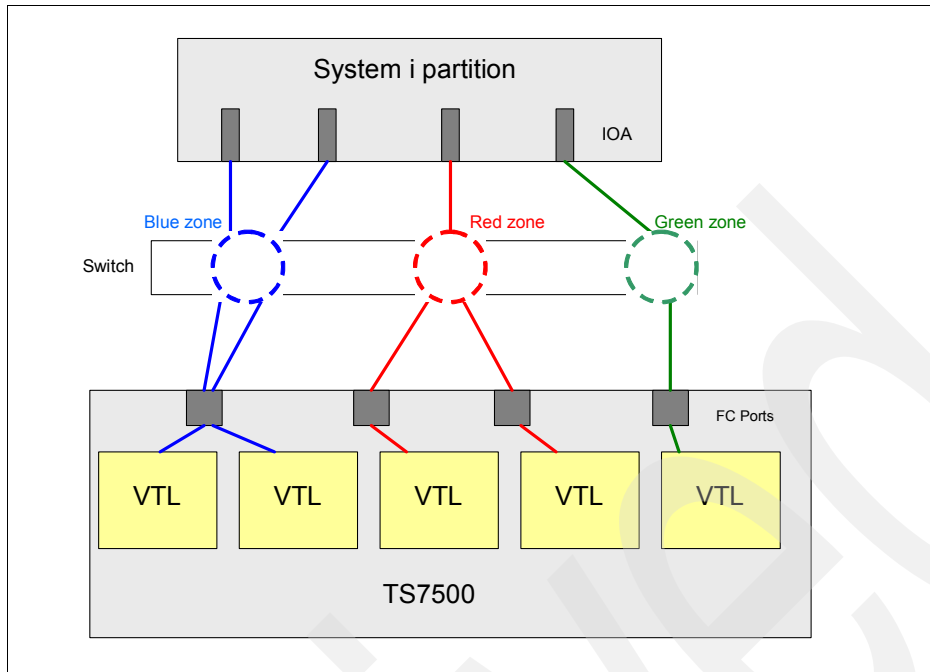 System i partition
IOA
Blue zone
Red zone
Green zone
Switch
FC Ports
VTL
VTL
VTL
VTL
VTL
TS7500